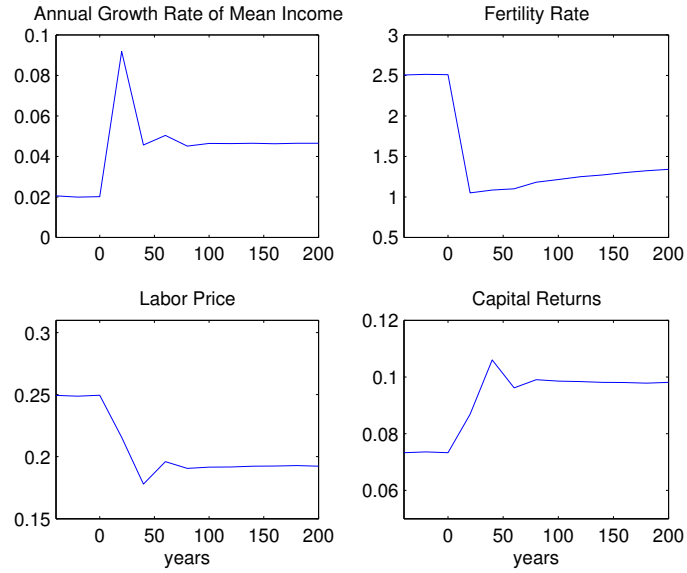 Annual Growth Rate of Mean Income
0.1
0.08
0.06
0.04
0.02
0
0 50 100 150 200
Fertility Rate
3
2.5
2
1.5
1
0.5
0 50 100 150 200
Labor Price
0.3
0.25
0.2
0.15
0 50 100 150 200
years
Capital Returns
0.12
0.1
0.08
0.06
0 50 100 150 200
years